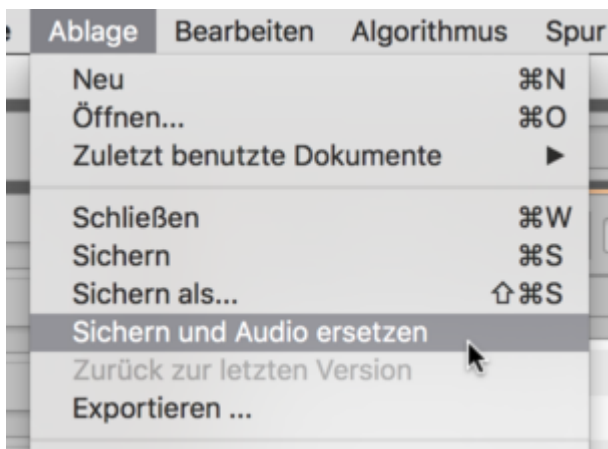 Ablage Bearbeiten Algorithmus Spur
Neu ⌘N
Öffnen... ⌘O
Zuletzt benutzte Dokumente ▶
Schließen ⌘W
Sichern ⌘S
Sichern als... ⇧⌘S
Sichern und Audio ersetzen
Zurück zur letzten Version
Exportieren ...